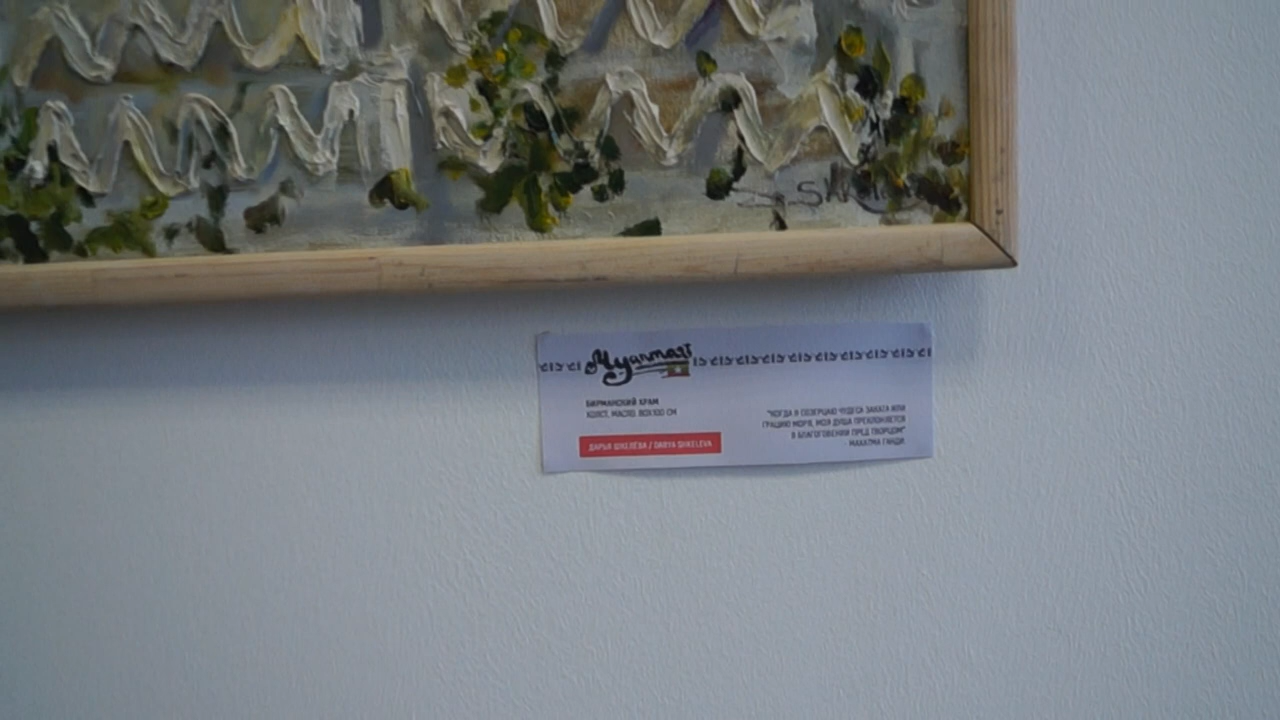 Myanmart
БИРМАНСКИЙ ХРАМ
ХОЛСТ, МАСЛО. 80Х100 СМ
ДАРЬЯ ШКЕЛЁВА / DARYA SHKELEVA
"КОГДА Я СОЗЕРЦАЮ ЧУДЕСА ЗАКАТА ИЛИ
ГРАЦИЮ МОРЯ, МОЯ ДУША ПРЕКЛОНЯЕТСЯ
В БЛАГОГОВЕНИИ ПРЕД ТВОРЦОМ"
- МАХАТМА ГАНДИ.